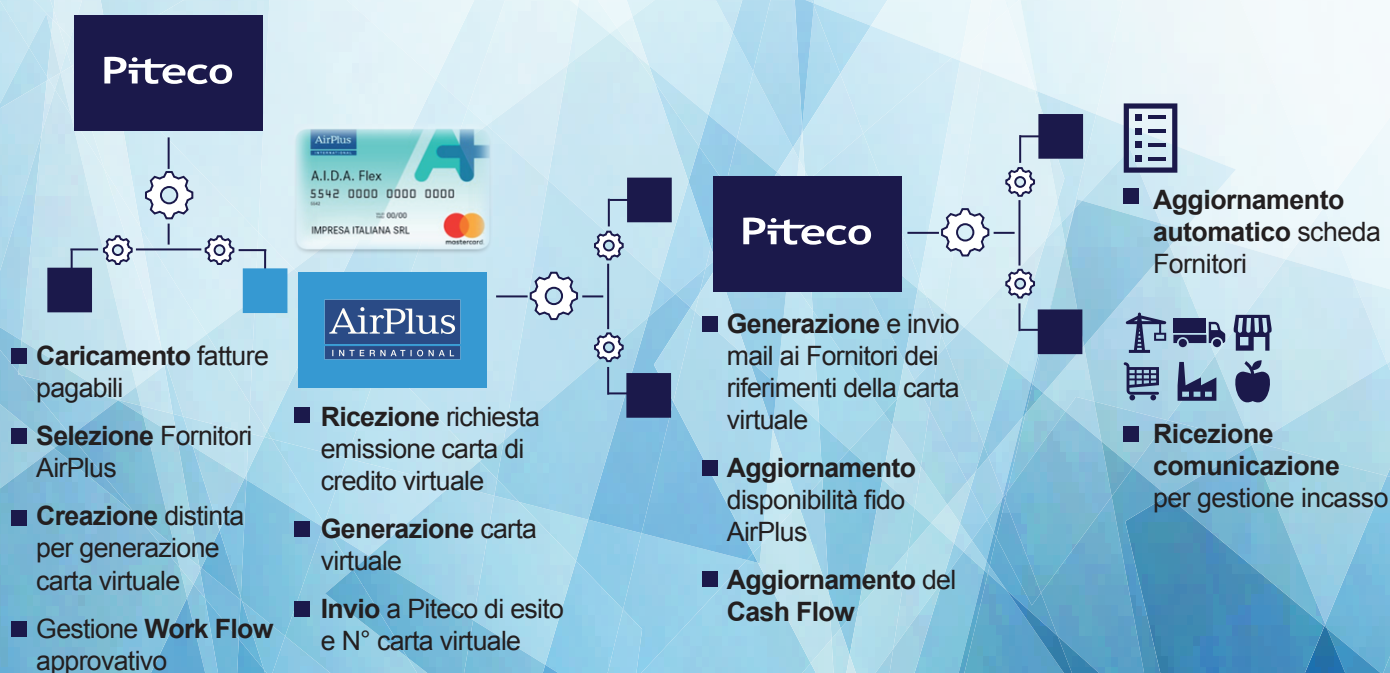 Piteco
Caricamento fatture
pagabili
Selezione Fornitori
AirPlus
Creazione distinta
per generazione
carta virtuale
Gestione Work Flow
approvativo
AirPlus
INTERNATIONAL
A.I.D.A. Flex
5542 0000 0000 0000
00/00
IMPRESA ITALIANA SRL
mastercard
AirPlus
INTERNATIONAL
Ricezione richiesta
emissione carta di
credito virtuale
Generazione carta
virtuale
Invio a Piteco di esito
e N° carta virtuale
Piteco
Generazione e invio
mail ai Fornitori dei
riferimenti della carta
virtuale
Aggiornamento
disponibilità fido
AirPlus
Aggiornamento del
Cash Flow
Aggiornamento
automatico scheda
Fornitori
Ricezione
comunicazione
per gestione incasso